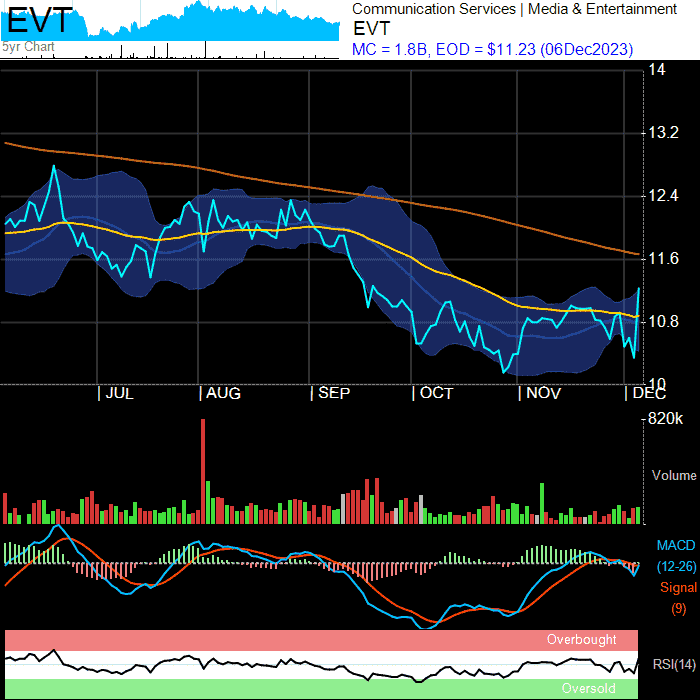 EVT
5yr Chart
Communication Services | Media & Entertainment
EVT
MC = 1.8B, EOD = $11.23 (06Dec2023)
14
13.2
12.4
11.6
10.8
10
| JUL | AUG | SEP | OCT | NOV | DEC
820k
Volume
MACD
(12-26)
Signal
(9)
Overbought
RSI(14)
Oversold